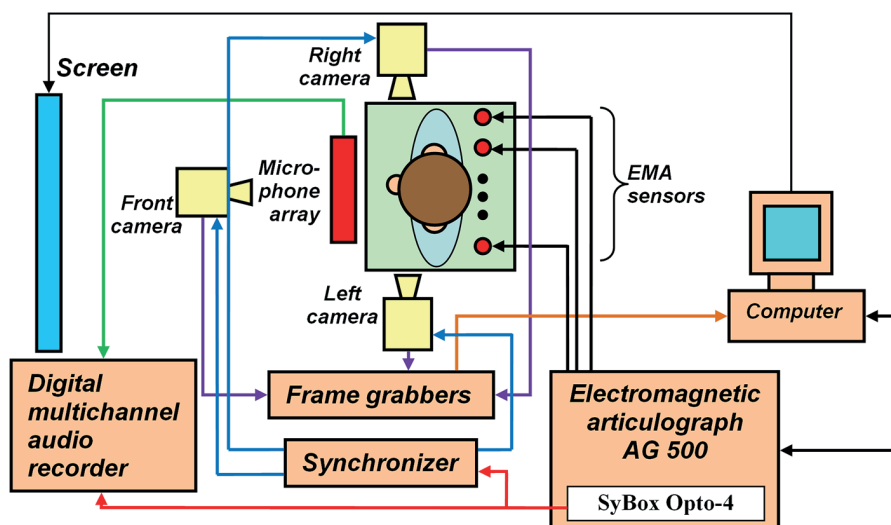 Screen
Right
camera
Micro-
phone
array
Front
camera
EMA
sensors
Left
camera
Computer
Digital
multichannel
audio
recorder
Frame grabbers
Synchronizer
Electromagnetic
articulograph
AG 500
SyBox Opto-4